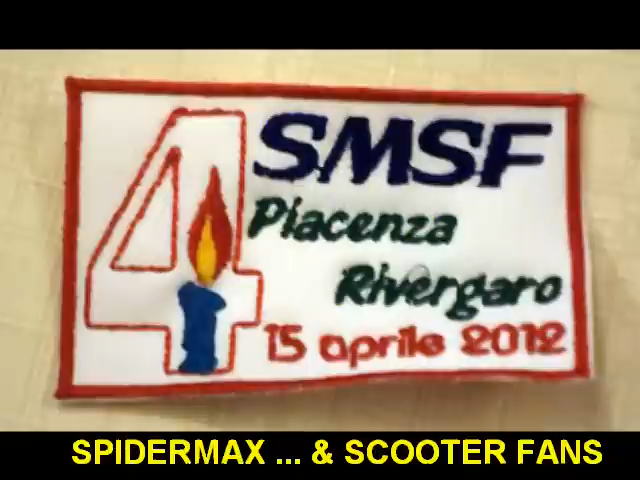 4
SMSF
Piacenza
Rivergaro
15 aprile 2012
SPIDERMAX ... & SCOOTER FANS